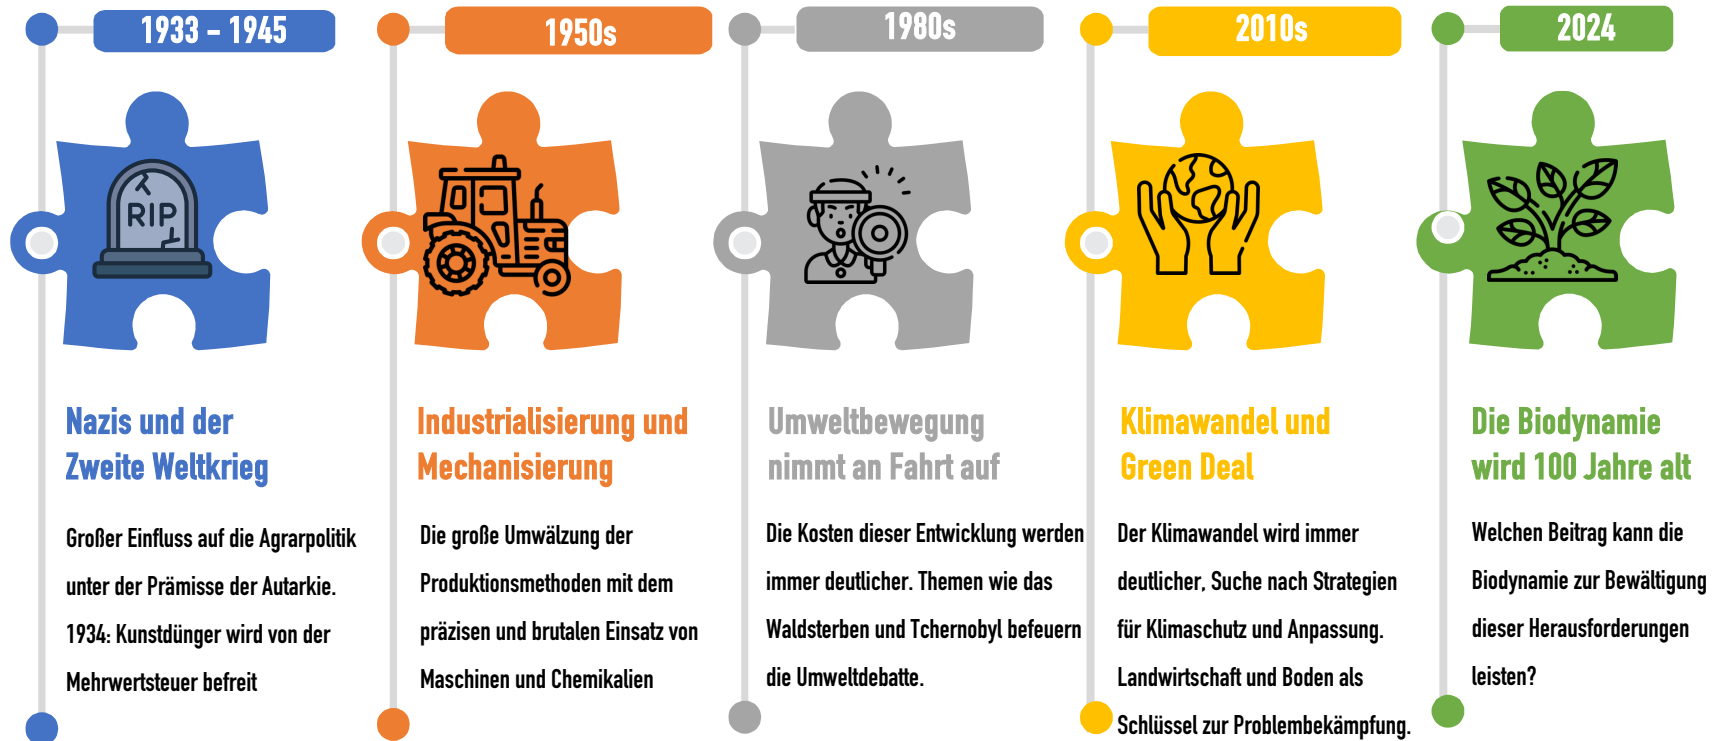 1933 – 1945
RIP
Nazis und der
Zweite Weltkrieg
Großer Einfluss auf die Agrarpolitik
unter der Prämisse der Autarkie.
1934: Kunstdünger wird von der
Mehrwertsteuer befreit
1950s
Industrialisierung und
Mechanisierung
Die große Umwälzung der
Produktionsmethoden mit dem
präzisen und brutalen Einsatz von
Maschinen und Chemikalien
1980s
Umweltbewegung
nimmt an Fahrt auf
Die Kosten dieser Entwicklung werden
immer deutlicher. Themen wie das
Waldsterben und Tchernobyl befeuern
die Umweltdebatte.
2010s
Klimawandel und
Green Deal
Der Klimawandel wird immer
deutlicher, Suche nach Strategien
für Klimaschutz und Anpassung.
Landwirtschaft und Boden als
Schlüssel zur Problembekämpfung.
2024
Die Biodynamie
wird 100 Jahre alt
Welchen Beitrag kann die
Biodynamie zur Bewältigung
dieser Herausforderungen
leisten?